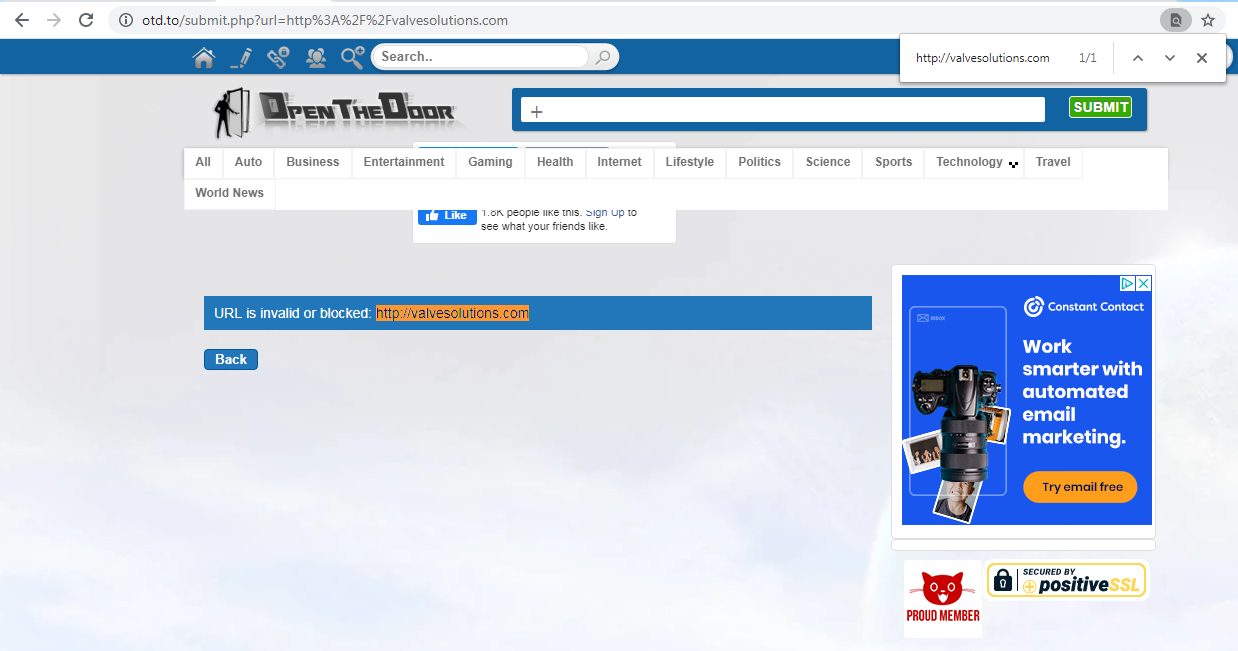 otd.to/submit.php?url=http%3A%2F%2Fvalvesolutions.com
http://valvesolutions.com 1/1
Search..
OPENTHEDOOR
SUBMIT
All Auto Business Entertainment Gaming Health Internet Lifestyle Politics Science Sports Technology Travel
World News
Like 1.8K people like this. Sign Up to
see what your friends like.
URL is invalid or blocked: http://valvesolutions.com
Back
Constant Contact
INBOX
Work
smarter with
automated
email
marketing.
Try email free
PROUD MEMBER
SECURED BY
positiveSSL